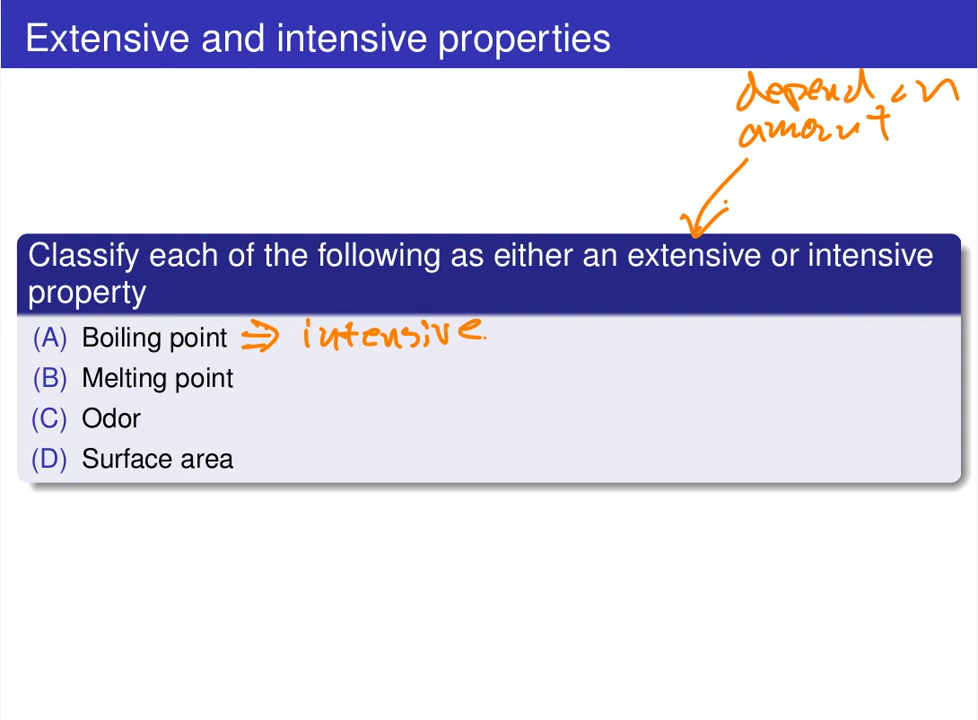 Extensive and intensive properties
depend on
amount
Classify each of the following as either an extensive or intensive
property
(A) Boiling point ⇒ intensive.
(B) Melting point
(C) Odor
(D) Surface area